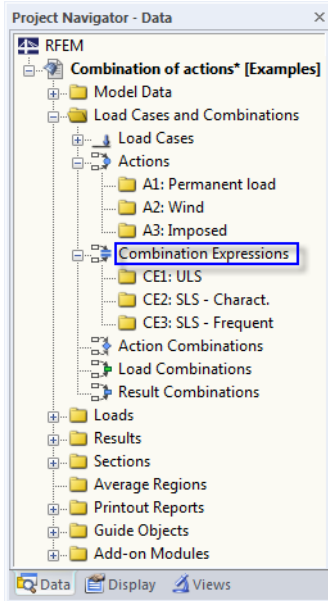 Project Navigator - Data
RFEM
Combination of actions* [Examples]
Model Data
Load Cases and Combinations
Load Cases
Actions
A1: Permanent load
A2: Wind
A3: Imposed
Combination Expressions
CE1: ULS
CE2: SLS - Charact.
CE3: SLS - Frequent
Action Combinations
Load Combinations
Result Combinations
Loads
Results
Sections
Average Regions
Printout Reports
Guide Objects
Add-on Modules
Data Display Views